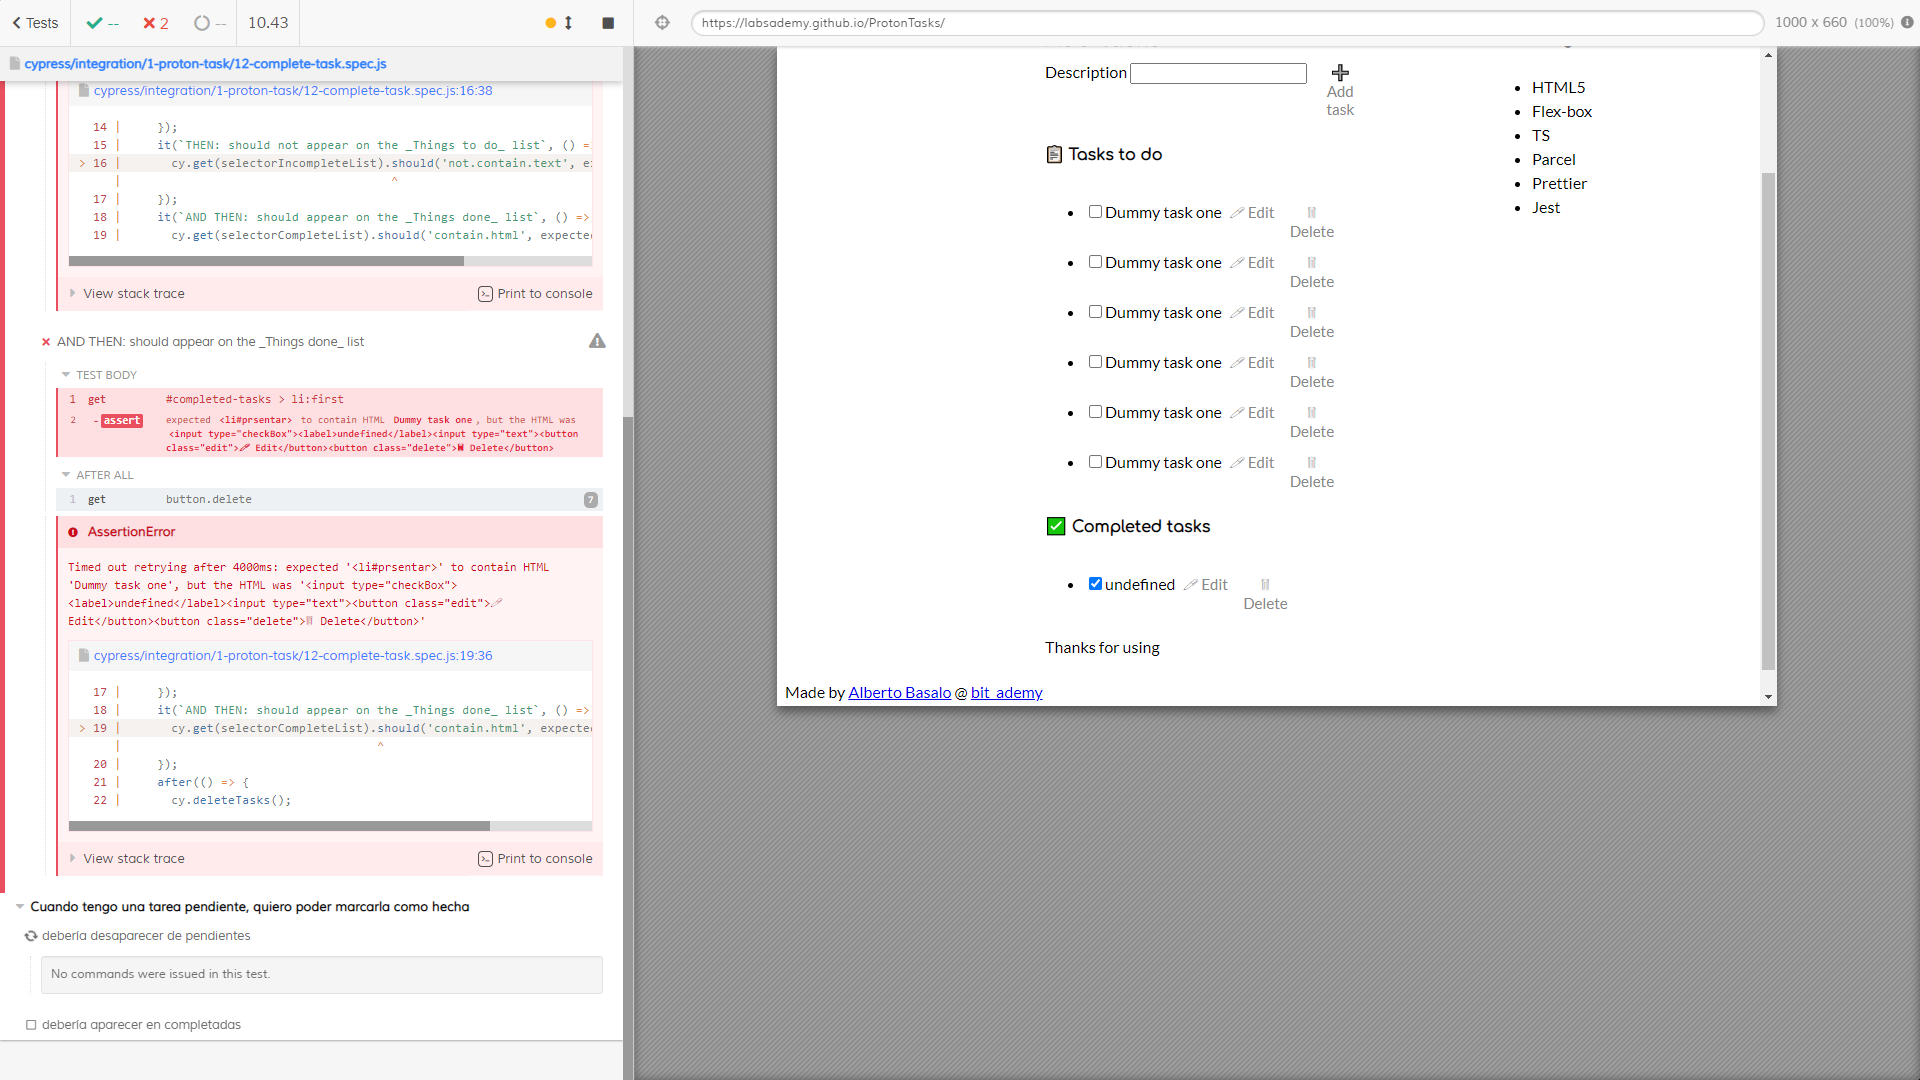 Tests
--
2
--
10.43
cypress/integration/1-proton-task/12-complete-task.spec.js
cypress/integration/1-proton-task/12-complete-task.spec.js:16:38
14 | });
15 | it(`THEN: should not appear on the _Things to do_ list`, () =
> 16 | cy.get(selectorIncompleteList).should('not.contain.text', e
| ^
17 | });
18 | it(`AND THEN: should appear on the _Things done_ list`, () =>
19 | cy.get(selectorCompleteList).should('contain.html', expecte
View stack trace
Print to console
AND THEN: should appear on the _Things done_ list
TEST BODY
1 get #completed-tasks > li:first
2 -assert expected <li#prsentar> to contain HTML Dummy task one, but the HTML was
<input type="checkBox"><label>undefined</label><input type="text"><button
class="edit"> Edit</button><button class="delete"> Delete</button>
AFTER ALL
1 get button.delete 7
AssertionError
Timed out retrying after 4000ms: expected '<li#prsentar>' to contain HTML
'Dummy task one', but the HTML was '<input type="checkBox">
<label>undefined</label><input type="text"><button class="edit">
Edit</button><button class="delete"> Delete</button>'
cypress/integration/1-proton-task/12-complete-task.spec.js:19:36
17 | });
18 | it(`AND THEN: should appear on the _Things done_ list`, () =>
> 19 | cy.get(selectorCompleteList).should('contain.html', expecte
| ^
20 | });
21 | after(() => {
22 | cy.deleteTasks();
View stack trace
Print to console
Cuando tengo una tarea pendiente, quiero poder marcarla como hecha
debería desaparecer de pendientes
No commands were issued in this test.
debería aparecer en completadas
https://labsademy.github.io/ProtonTasks/
1000 x 660 (100%)
Description
Add
task
Tasks to do
Dummy task one Edit
Delete
Dummy task one Edit
Delete
Dummy task one Edit
Delete
Dummy task one Edit
Delete
Dummy task one Edit
Delete
Dummy task one Edit
Delete
Completed tasks
undefined Edit
Delete
Thanks for using
Made by Alberto Basalo @ bit_ademy
HTML5
Flex-box
TS
Parcel
Prettier
Jest